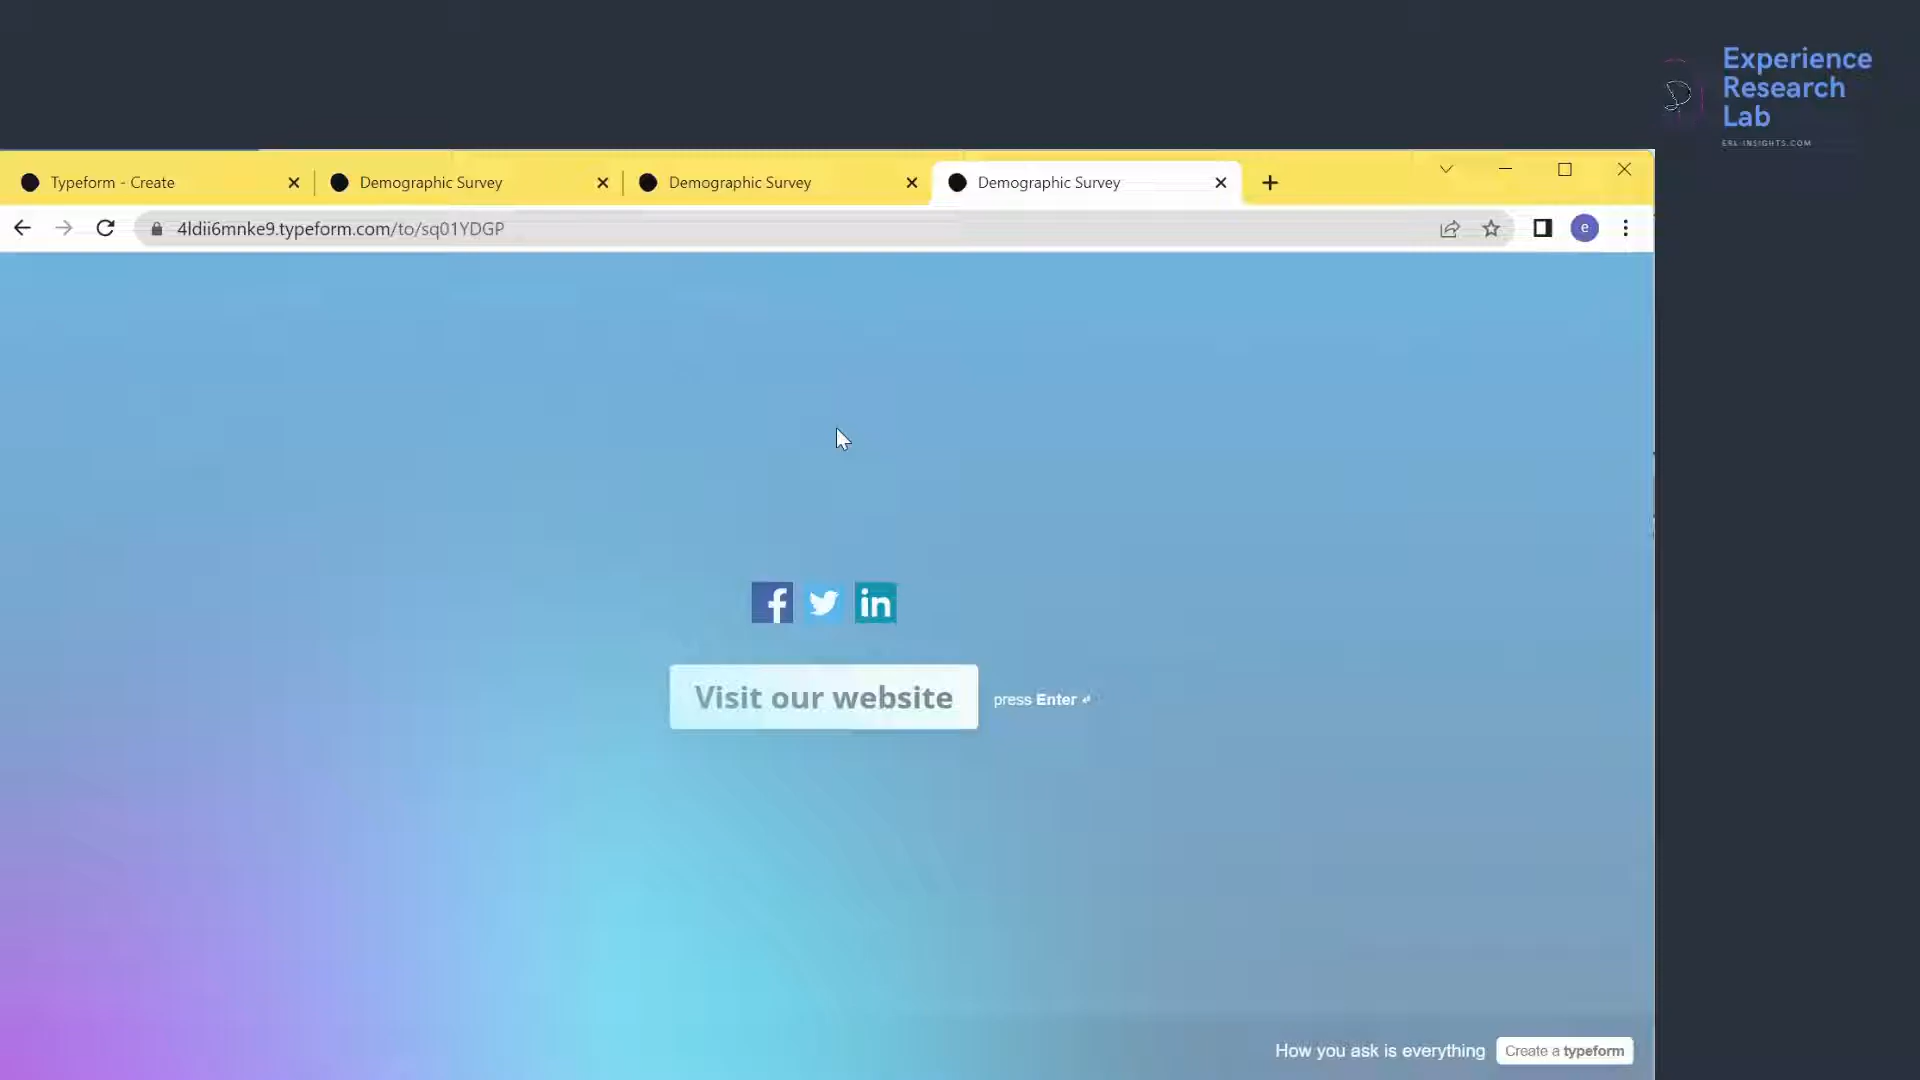 Experience
Research
Lab
ERL-INSIGHTS.COM
Typeform - Create
Demographic Survey
Demographic Survey
Demographic Survey
4ldii6mnke9.typeform.com/to/sq01YDGP
e
Visit our website
press Enter ↵
How you ask is everything
Create a typeform